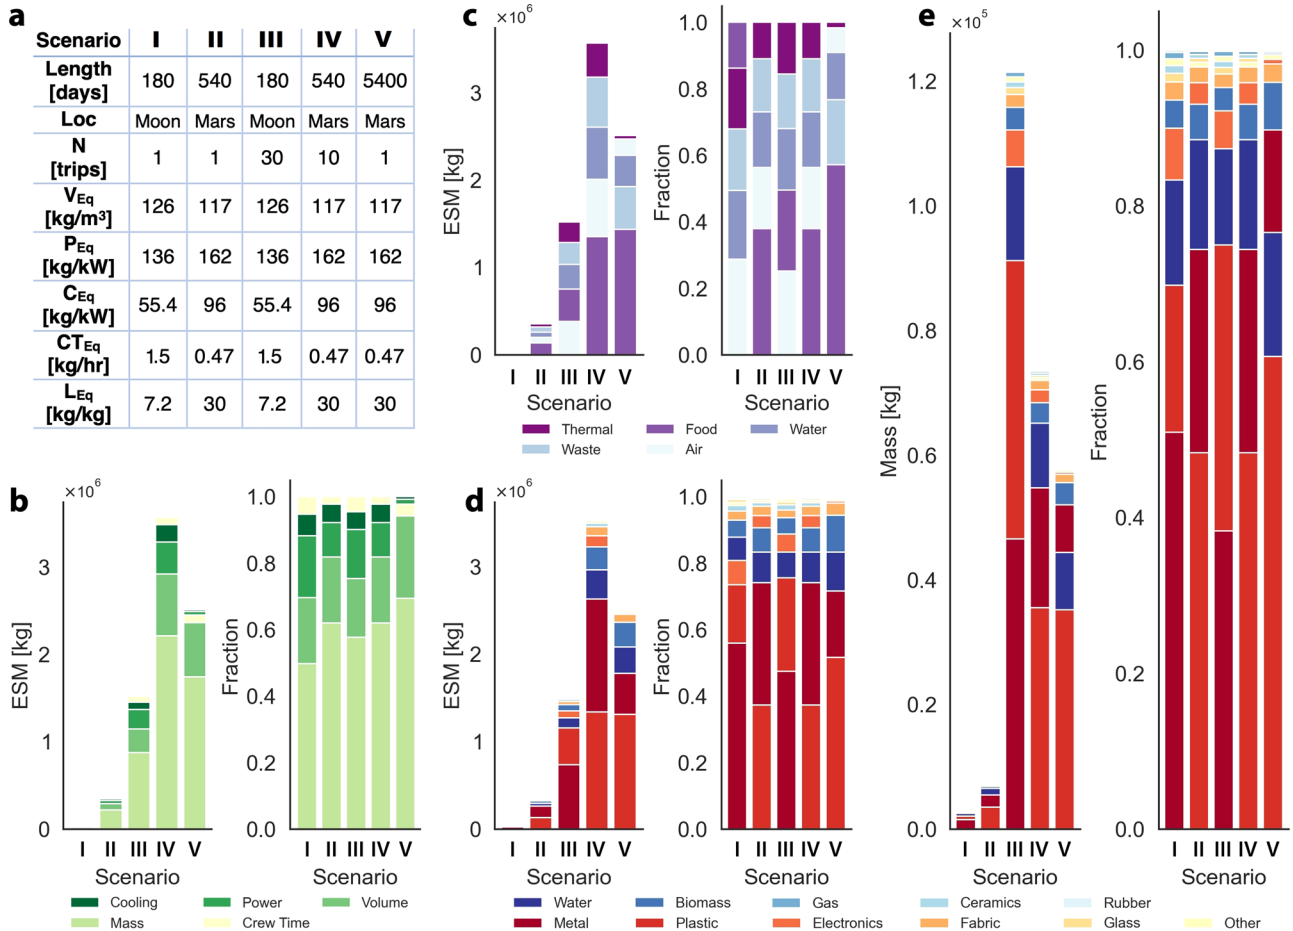 a
Scenario I II III IV V
Length [days] 180 540 180 540 5400
Loc Moon Mars Moon Mars Mars
N [trips] 1 1 30 10 1
VEq [kg/m³] 126 117 126 117 117
PEq [kg/kW] 136 162 136 162 162
CEq [kg/kW] 55.4 96 55.4 96 96
CTEq [kg/hr] 1.5 0.47 1.5 0.47 0.47
LEq [kg/kg] 7.2 30 7.2 30 30
b
×10⁶
ESM [kg]
3
2
1
0
I II III IV V
Scenario
Fraction
1.0
0.8
0.6
0.4
0.2
0.0
I II III IV V
Scenario
Cooling Power Volume
Mass Crew Time
c
×10⁶
ESM [kg]
3
2
1
0
I II III IV V
Scenario
Fraction
1.0
0.8
0.6
0.4
0.2
0.0
I II III IV V
Scenario
Thermal Food Water
Waste Air
d
×10⁶
ESM [kg]
3
2
1
0
I II III IV V
Scenario
Fraction
1.0
0.8
0.6
0.4
0.2
0.0
I II III IV V
Scenario
e
×10⁵
Mass [kg]
1.2
1.0
0.8
0.6
0.4
0.2
0.0
I II III IV V
Scenario
Fraction
1.0
0.8
0.6
0.4
0.2
0.0
I II III IV V
Scenario
Water Biomass Gas Ceramics Rubber
Metal Plastic Electronics Fabric Glass Other